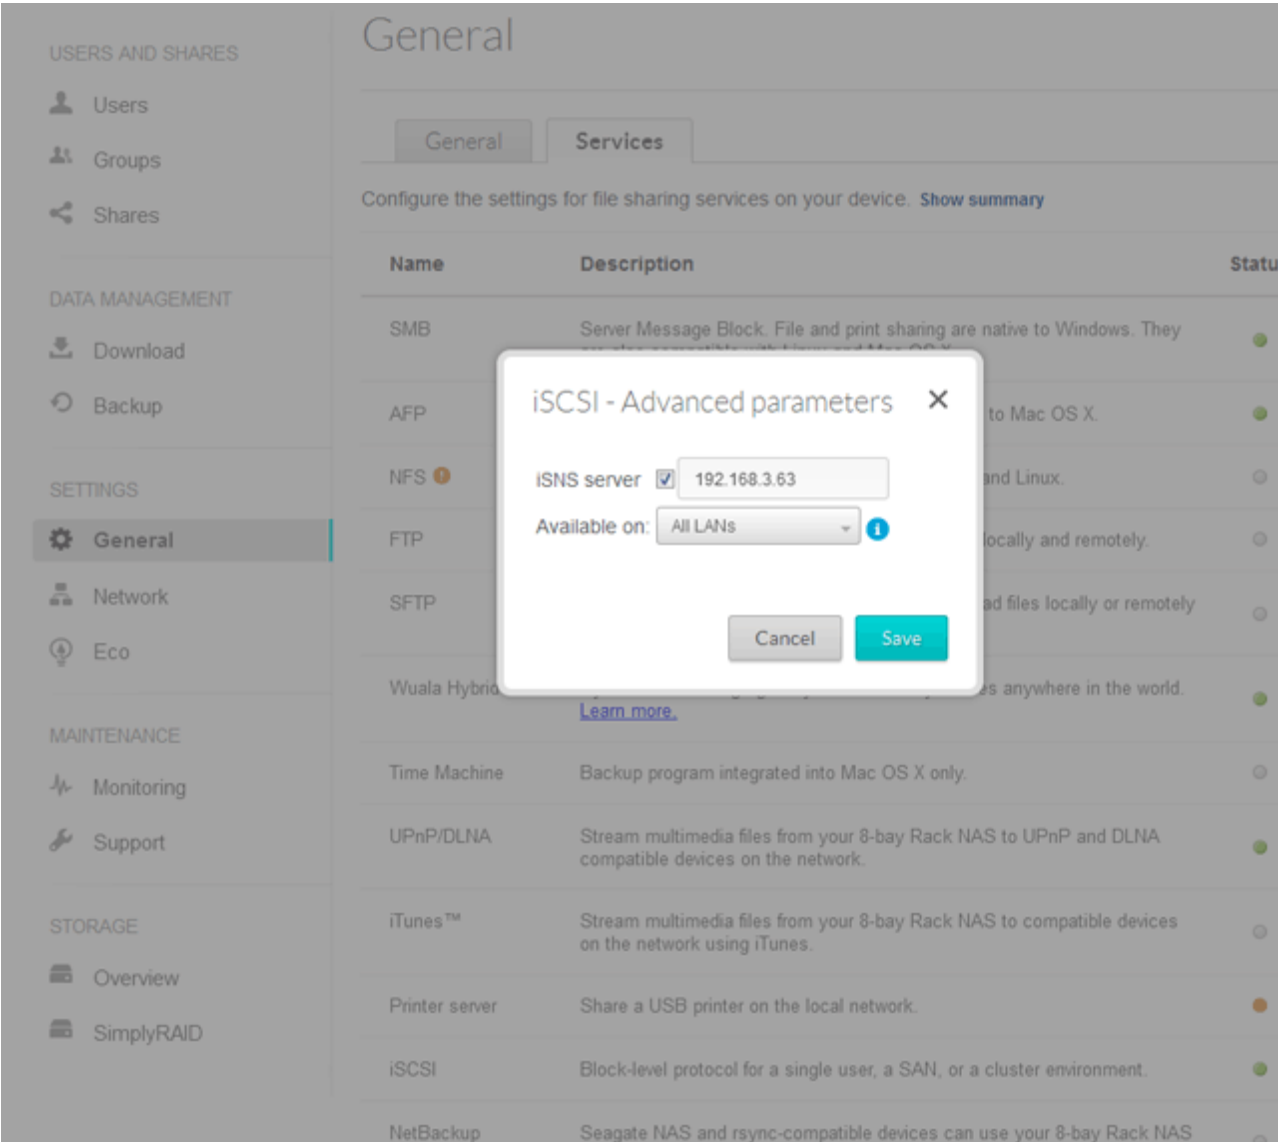 USERS AND SHARES
Users
Groups
Shares
DATA MANAGEMENT
Download
Backup
SETTINGS
General
Network
Eco
MAINTENANCE
Monitoring
Support
STORAGE
Overview
SimplyRAID
General
General Services
Configure the settings for file sharing services on your device. Show summary
Name Description Statu
SMB Server Message Block. File and print sharing are native to Windows. They
are also compatible with Linux and Mac OS X.
AFP to Mac OS X.
NFS and Linux.
FTP locally and remotely.
SFTP ad files locally or remotely
Wuala Hybrid anywhere in the world.
Learn more.
Time Machine Backup program integrated into Mac OS X only.
UPnP/DLNA Stream multimedia files from your 8-bay Rack NAS to UPnP and DLNA
compatible devices on the network.
iTunes™ Stream multimedia files from your 8-bay Rack NAS to compatible devices
on the network using iTunes.
Printer server Share a USB printer on the local network.
iSCSI Block-level protocol for a single user, a SAN, or a cluster environment.
NetBackup Seagate NAS and rsync-compatible devices can use your 8-bay Rack NAS
iSCSI - Advanced parameters
iSNS server 192.168.3.63
Available on: All LANs
Cancel Save